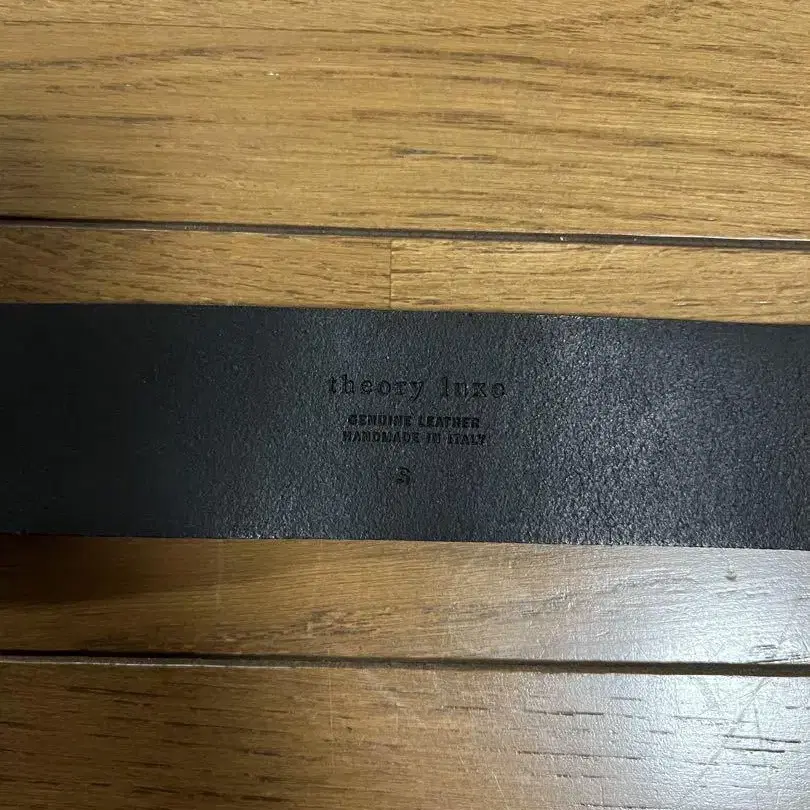 theory luxe
GENUINE LEATHER
HANDMADE IN ITALY
S